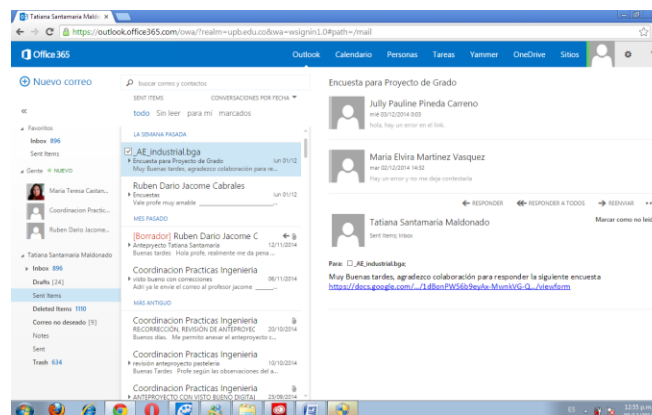 Tatiana Santamaria Maldo
https://outlook.office365.com/owa/?realm=upb.edu.co&wa=wsignin1.0#path=/mail
Office 365
Outlook Calendario Personas Tareas Yammer OneDrive Sitios
Nuevo correo
buscar correo y contactos
SENT ITEMS CONVERSACIONES POR FECHA
todo Sin leer para mi marcados
Favoritos
Inbox 896
Sent Items
Gente NUEVO
Maria Teresa Castan...
Coordinacion Practic...
Ruben Dario Jacome...
Tatiana Santamaria Maldonado
Inbox 896
Drafts [24]
Sent Items
Deleted Items 1110
Correo no deseado [9]
Notes
Sent
Trash 634
LA SEMANA PASADA
_AE_industrial.bga
Encuesta para Proyecto de Grado lun 01/12
Muy Buenas tardes, agradezco colaboración para re...
Ruben Dario Jacome Cabrales
Encuestas lun 01/12
Vale profe muy amable
MES PASADO
[Borrador] Ruben Dario Jacome C
Anteproyecto Tatiana Santamaria 12/11/2014
Buenas tardes Hola profe, realmente me da pena ...
Coordinacion Practicas Ingenieria
visto bueno con correcciones 06/11/2014
Adri ya le envie el correo al profesor jacome
MÁS ANTIGUO
Coordinacion Practicas Ingenieria
RE:CORRECCIÓN, REVISIÓN DE ANTEPROYEC 20/10/2014
Buenos días. Me permito anexar el anteproyecto c...
Coordinacion Practicas Ingenieria
revisión anteproyecto pasteleria 10/10/2014
Buenas Tardes Profe según las observaciones del a...
Coordinacion Practicas Ingenieria
ANTEPROYECTO CON VISTO BUENO DIGITAL 25/09/2014
Encuesta para Proyecto de Grado
Jully Pauline Pineda Carreno
mié 03/12/2014 0:03
hola, hay un error en el link.
Maria Elvira Martinez Vasquez
mar 02/12/2014 14:32
Hay un error y no me deja contestarla
RESPONDER RESPONDER A TODOS REENVIAR
Tatiana Santamaria Maldonado
Marcar como no leíd
Sent Items; Inbox
Para: _AE_industrial.bga;
Muy Buenas tardes, agradezco colaboración para responder la siguiente encuesta
https://docs.google.com/.../1dBonPW56b9eyAx-MwnkVG-Q.../viewform
ES
12:55 p.m.